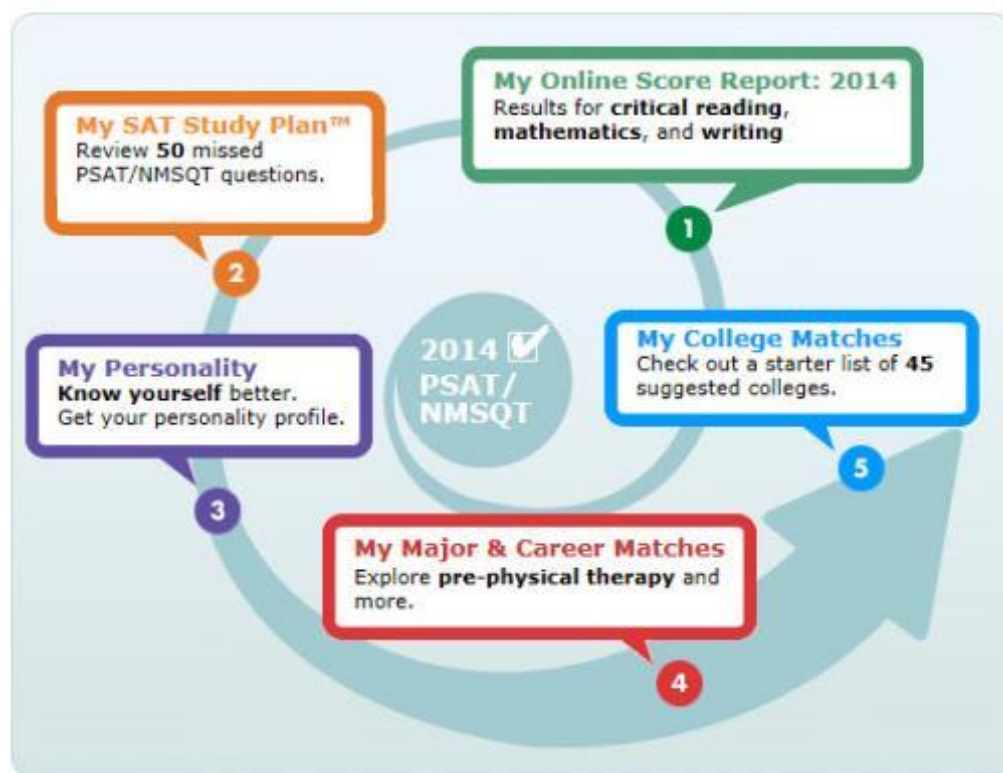 My Online Score Report: 2014
Results for critical reading,
mathematics, and writing
1
My SAT Study Plan™
Review 50 missed
PSAT/NMSQT questions.
2
My Personality
Know yourself better.
Get your personality profile.
3
2014
PSAT/
NMSQT
My Major & Career Matches
Explore pre-physical therapy and
more.
4
My College Matches
Check out a starter list of 45
suggested colleges.
5